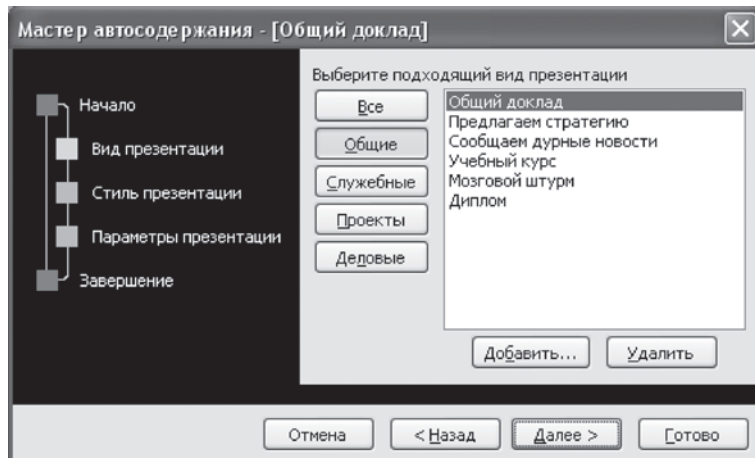 Мастер автосодержания - [Общий доклад]
Начало
Вид презентации
Стиль презентации
Параметры презентации
Завершение
Выберите подходящий вид презентации
Все
Общие
Служебные
Проекты
Деловые
Общий доклад
Предлагаем стратегию
Сообщаем дурные новости
Учебный курс
Мозговой штурм
Диплом
Добавить...
Удалить
Отмена
< Назад
Далее >
Готово